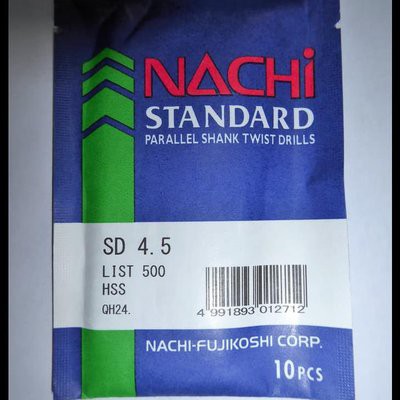 NACHi
STANDARD
PARALLEL SHANK TWIST DRILLS
SD 4.5
LIST 500
HSS
QH24.
4 991893 012712
NACHI-FUJIKOSHI CORP.
10PCS